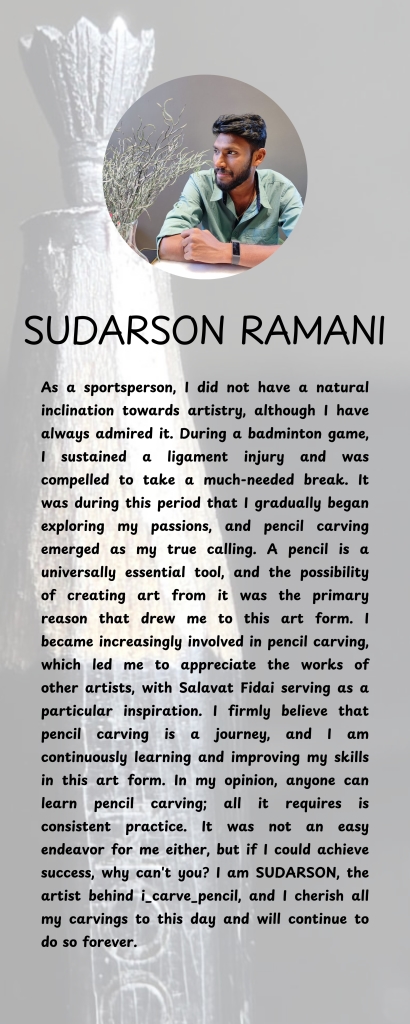 SUDARSON RAMANI
As a sportsperson, I did not have a natural
inclination towards artistry, although I have
always admired it. During a badminton game,
I sustained a ligament injury and was
compelled to take a much-needed break. It
was during this period that I gradually began
exploring my passions, and pencil carving
emerged as my true calling. A pencil is a
universally essential tool, and the possibility
of creating art from it was the primary
reason that drew me to this art form. I
became increasingly involved in pencil carving,
which led me to appreciate the works of
other artists, with Salavat Fidai serving as a
particular inspiration. I firmly believe that
pencil carving is a journey, and I am
continuously learning and improving my skills
in this art form. In my opinion, anyone can
learn pencil carving; all it requires is
consistent practice. It was not an easy
endeavor for me either, but if I could achieve
success, why can't you? I am SUDARSON, the
artist behind i_carve_pencil, and I cherish all
my carvings to this day and will continue to
do so forever.